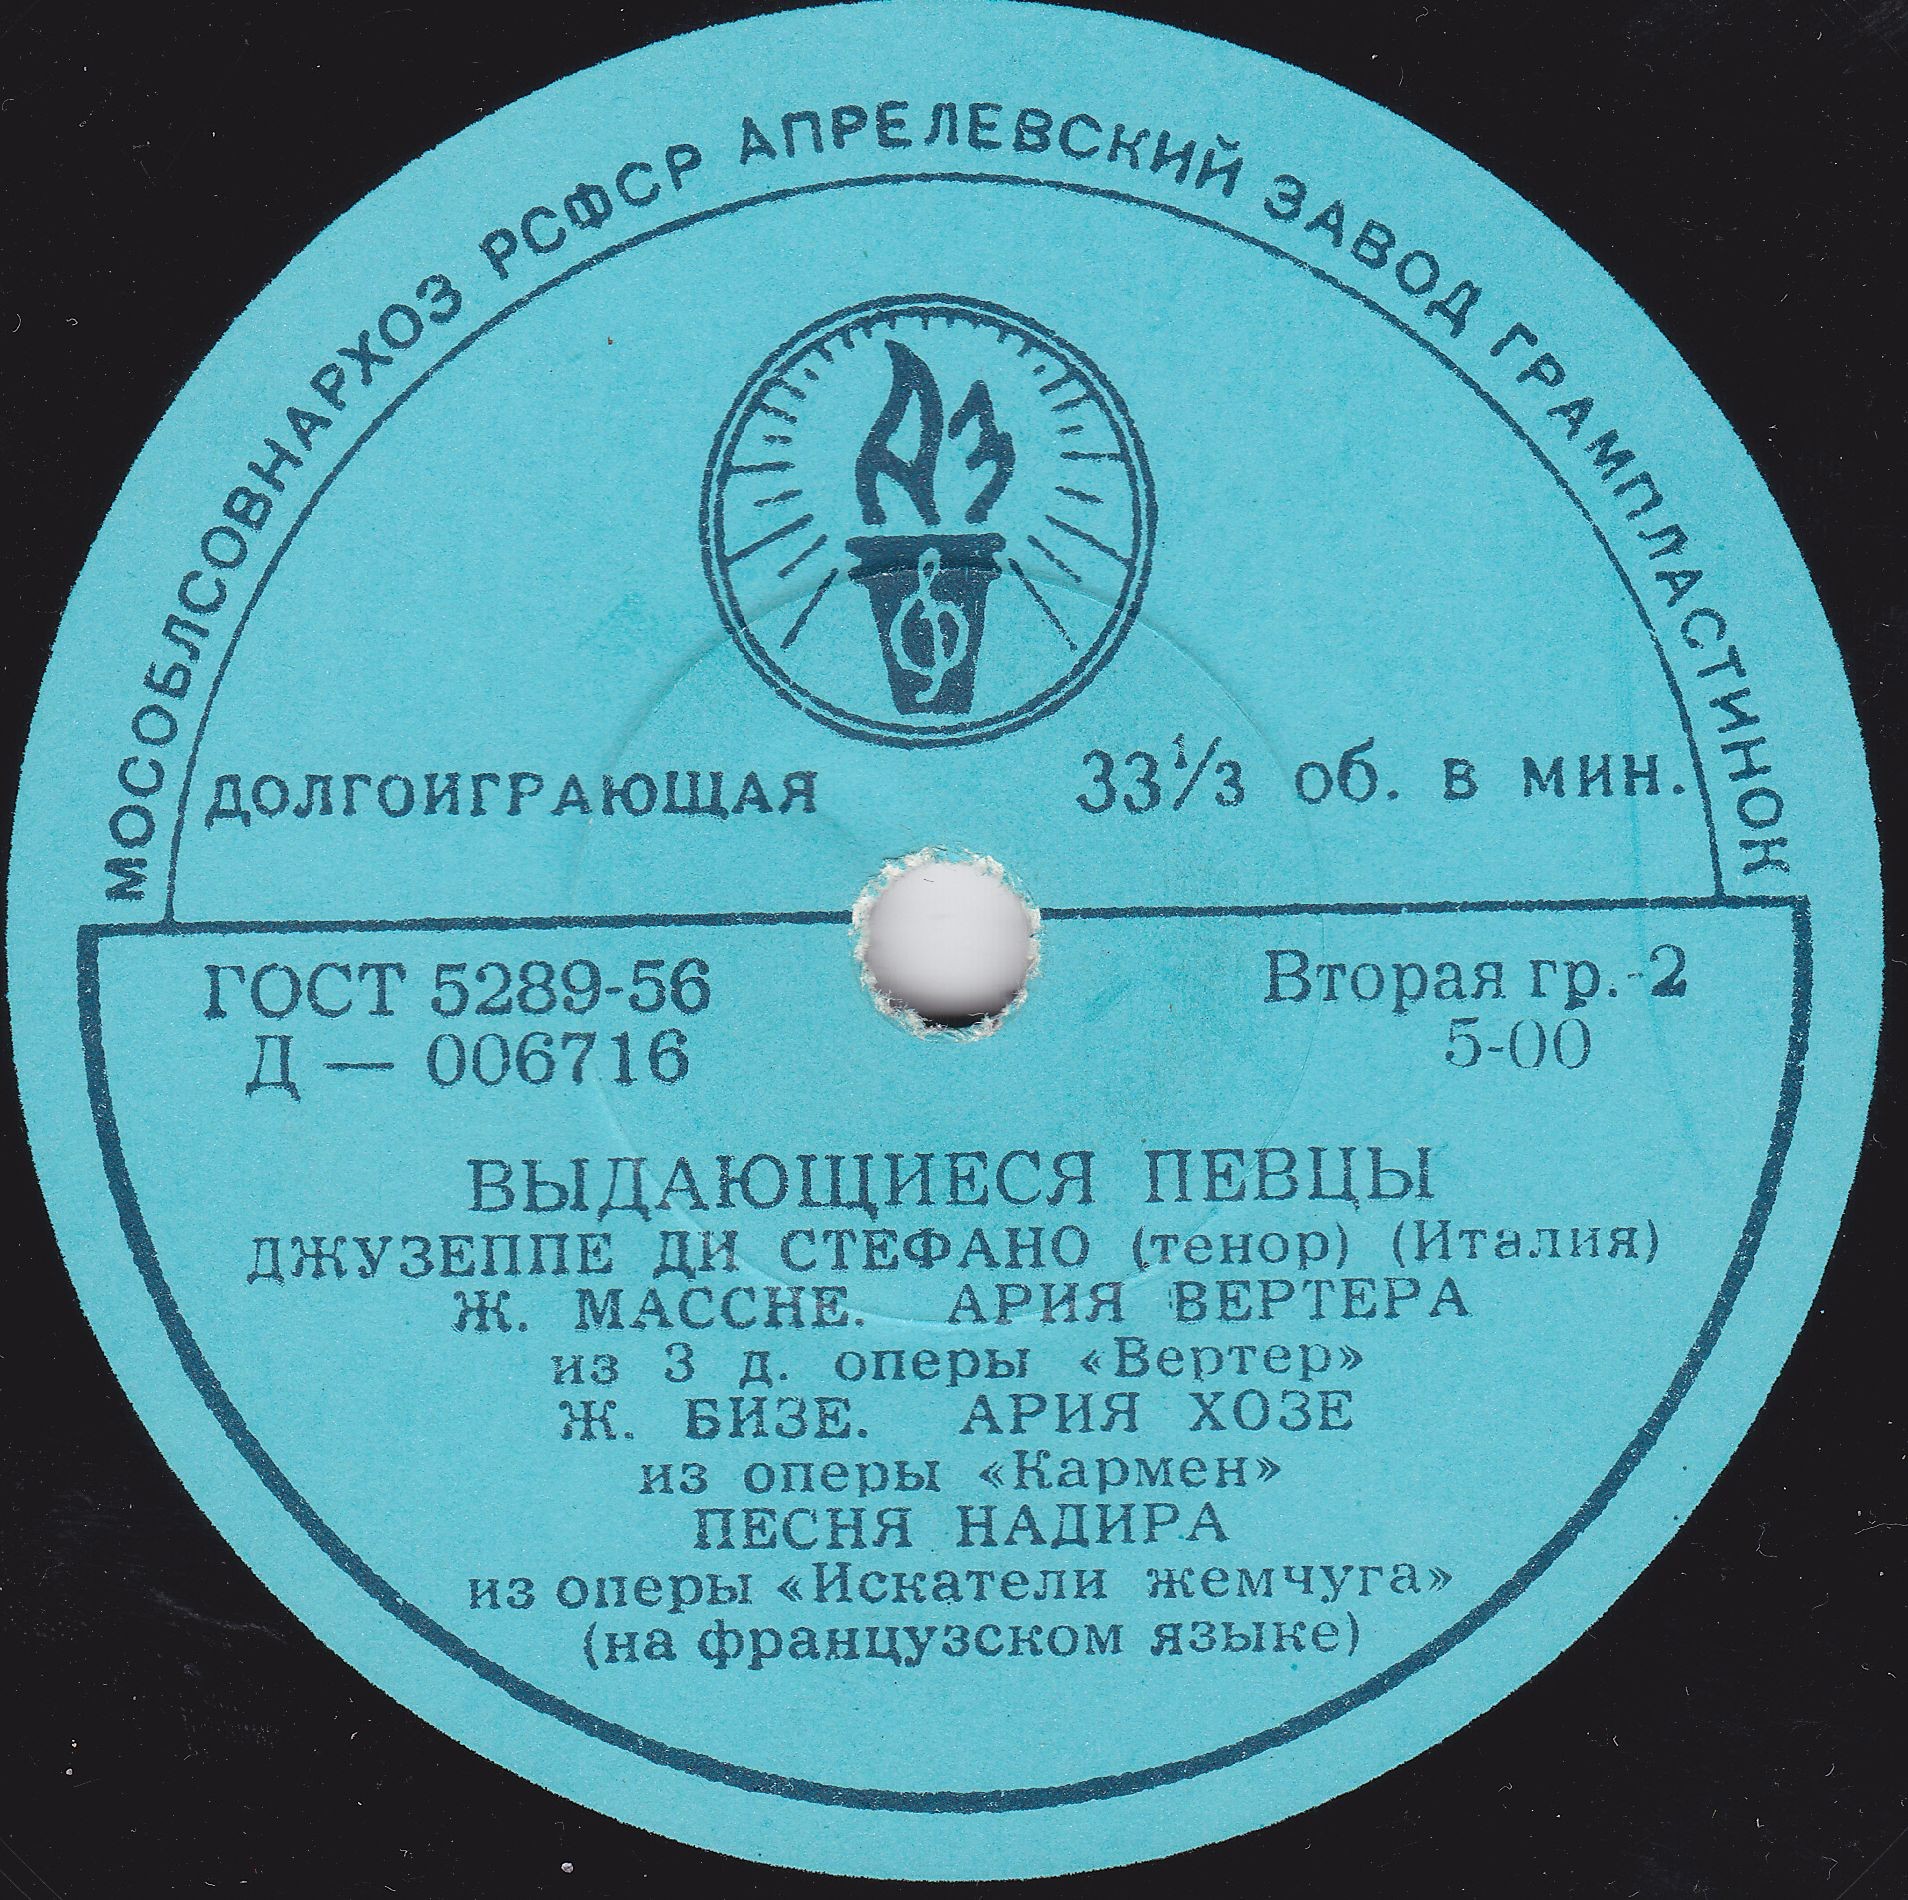 МОСОБЛСОВНАРХОЗ РСФСР АПРЕЛЕВСКИЙ ЗАВОД ГРАМПЛАСТИНОК
АЗ
ДОЛГОИГРАЮЩАЯ
33⅓ об. в мин.
ГОСТ 5289-56
Вторая гр.-2
Д — 006716
5-00
ВЫДАЮЩИЕСЯ ПЕВЦЫ
ДЖУЗЕППЕ ДИ СТЕФАНО (тенор) (Италия)
Ж. МАССНЕ. АРИЯ ВЕРТЕРА
из 3 д. оперы «Вертер»
Ж. БИЗЕ. АРИЯ ХОЗЕ
из оперы «Кармен»
ПЕСНЯ НАДИРА
из оперы «Искатели жемчуга»
(на французском языке)